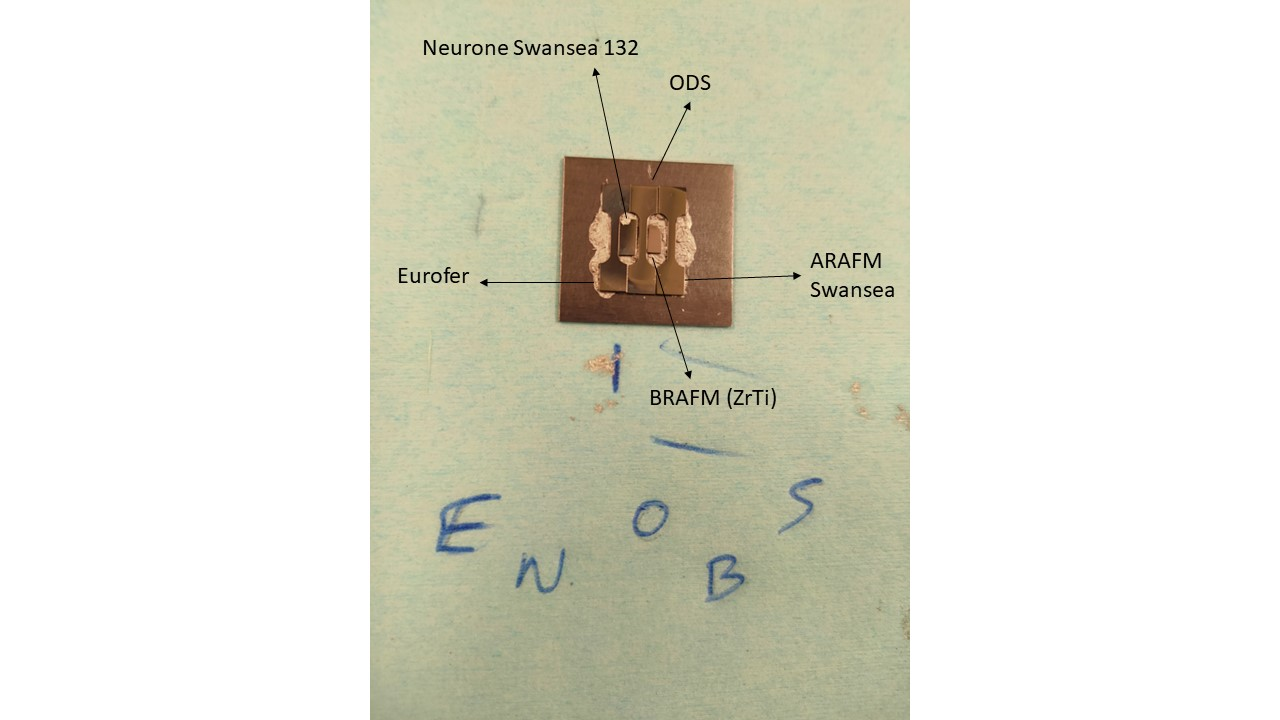 Neurone Swansea 132
ODS
ARAFM
Swansea
Eurofer
1
BRAFM (ZrTi)
E O S
N. B